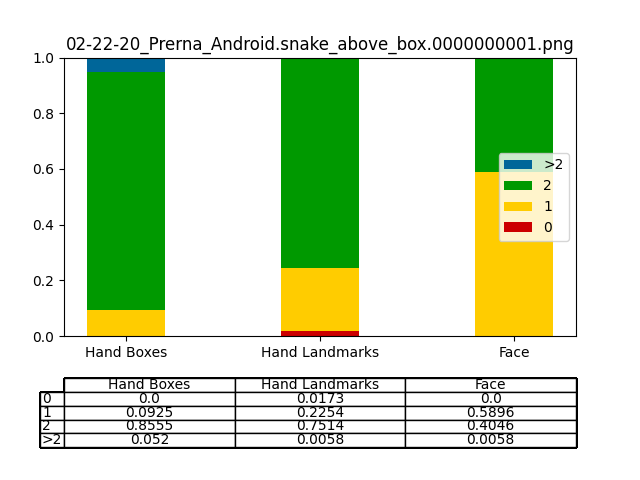 02-22-20_Prerna_Android.snake_above_box.0000000001.png
1.0
0.8
0.6
0.4
0.2
0.0
>2
2
1
0
Hand Boxes Hand Landmarks Face
Hand Boxes Hand Landmarks Face
0 0.0 0.0173 0.0
1 0.0925 0.2254 0.5896
2 0.8555 0.7514 0.4046
>2 0.052 0.0058 0.0058